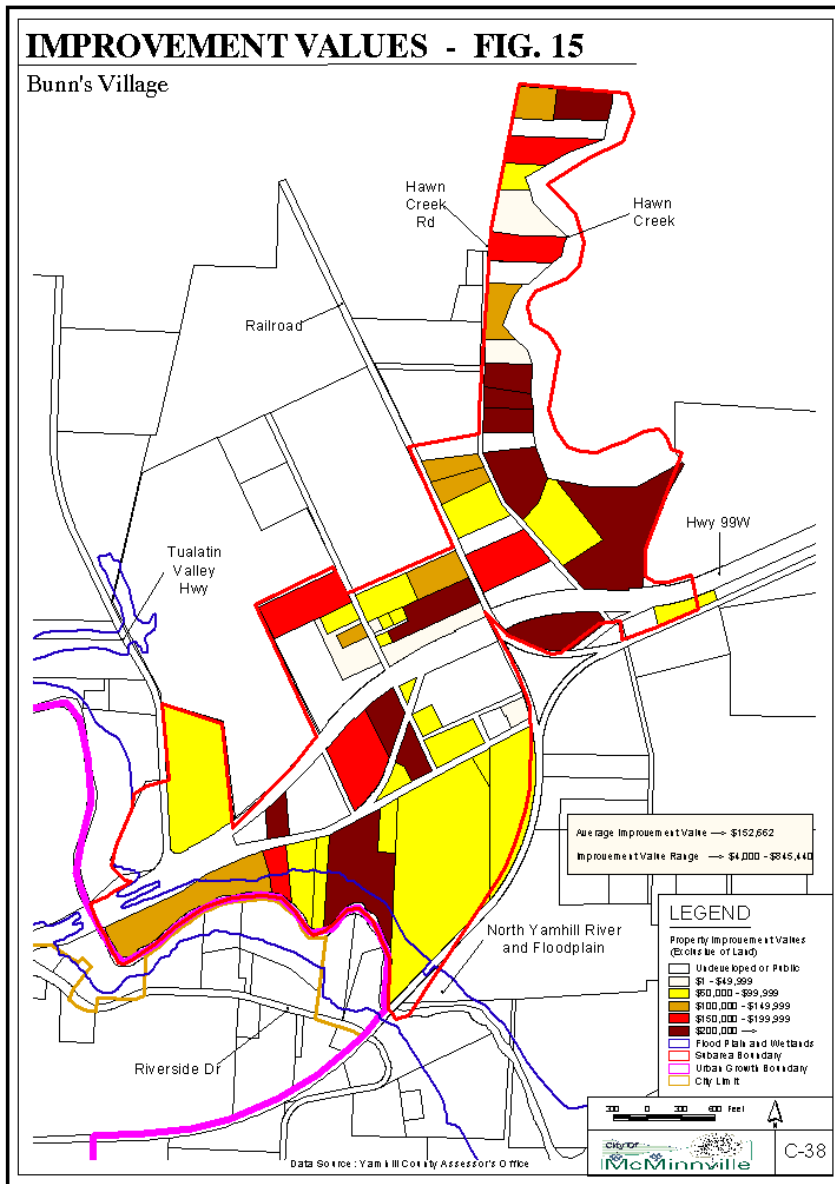 IMPROVEMENT VALUES - FIG. 15
Bunn's Village
Hawn
Creek
Rd
Hawn
Creek
Railroad
Hwy 99W
Tualatin
Valley
Hwy
Average Improvement Value --> $152,662
Improvement Value Range --> $4,000 - $845,440
North Yamhill River
and Floodplain
Riverside Dr
LEGEND
Property Improvement Values
(Exclusive of Land)
Undeveloped or Public
$1 - $49,999
$50,000 - $99,999
$100,000 - $149,999
$150,000 - $199,999
$200,000 -->
Flood Plain and Wetlands
Subarea Boundary
Urban Growth Boundary
City Limit
300 0 300 600 Feet
Data Source: Yamhill County Assessor's Office
City Of
McMinnville
C-38